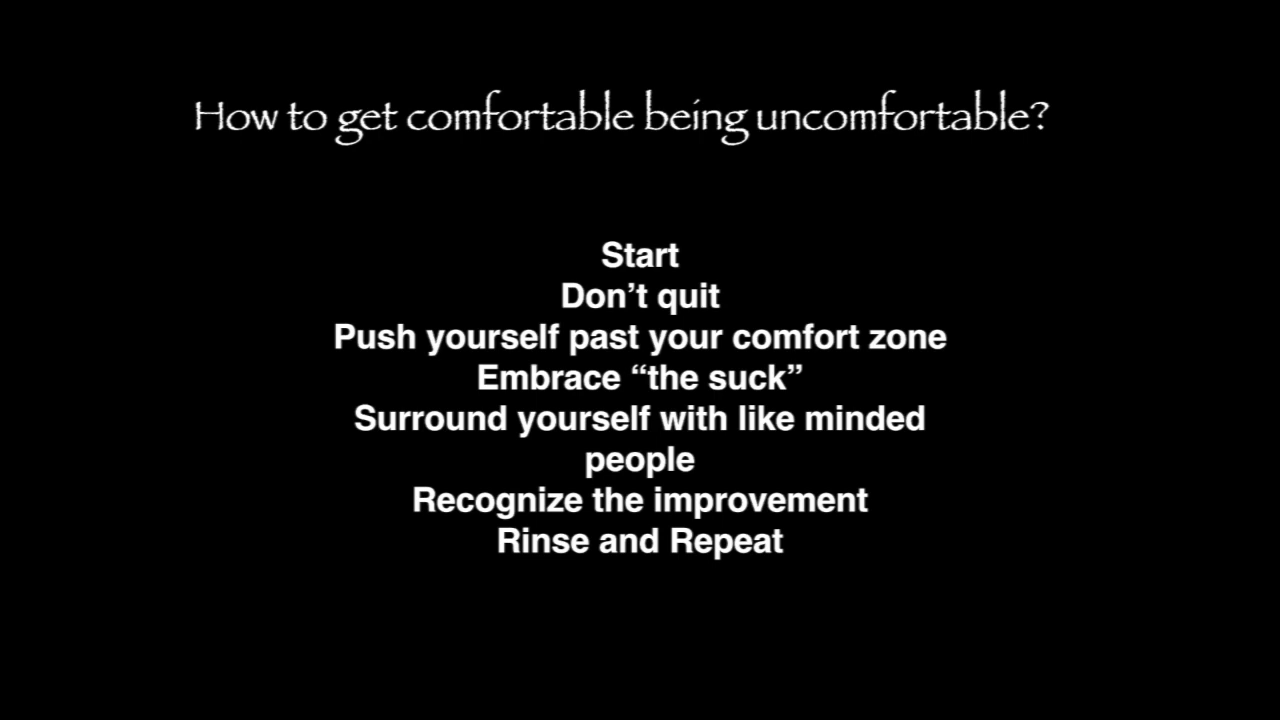 How to get comfortable being uncomfortable?
Start
Don’t quit
Push yourself past your comfort zone
Embrace “the suck”
Surround yourself with like minded
people
Recognize the improvement
Rinse and Repeat